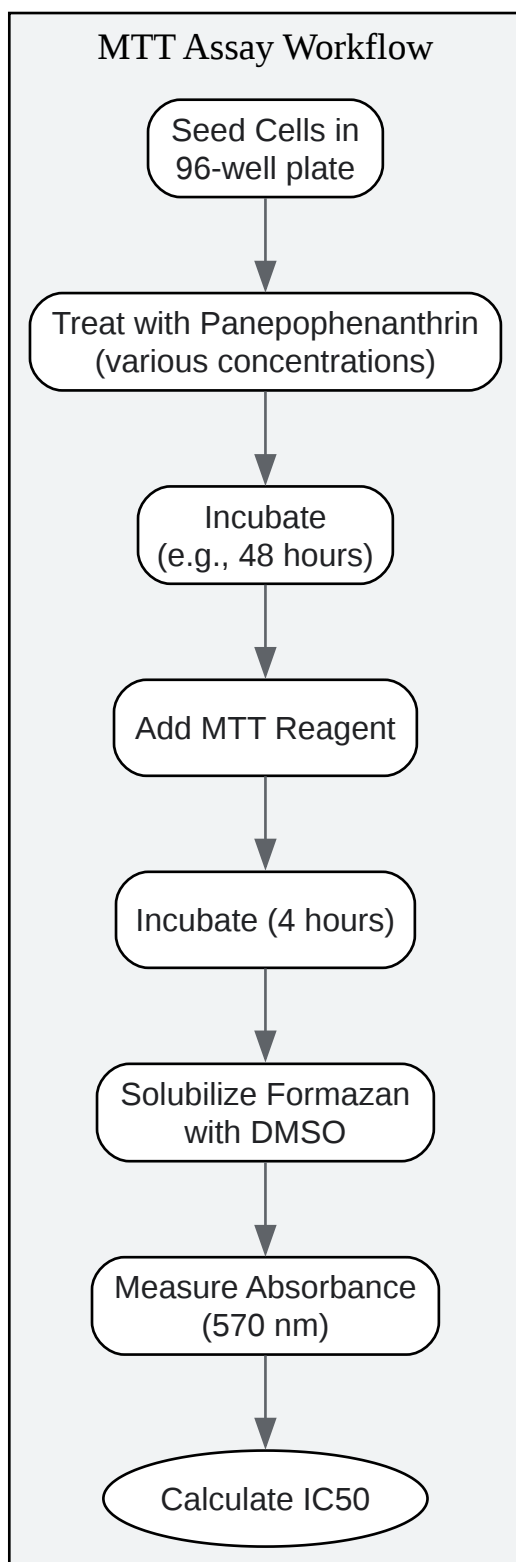 MTT Assay Workflow
Seed Cells in
96-well plate
Treat with Panepophenanthrin
(various concentrations)
Incubate
(e.g., 48 hours)
Add MTT Reagent
Incubate (4 hours)
Solubilize Formazan
with DMSO
Measure Absorbance
(570 nm)
Calculate IC50